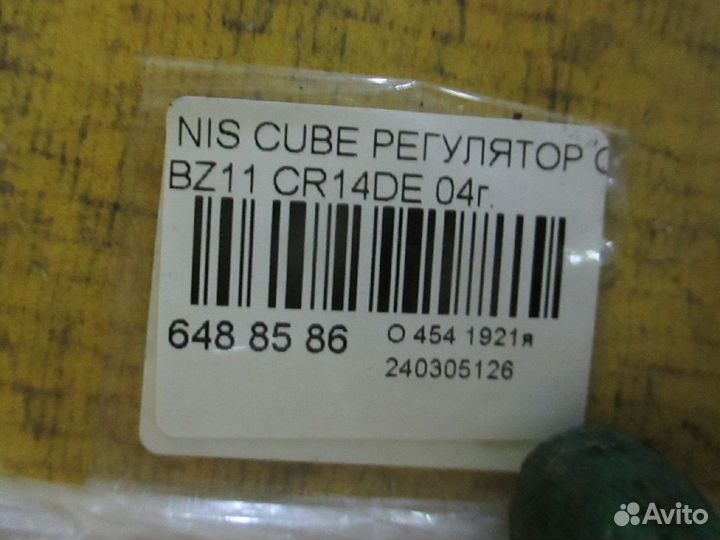 NIS CUBE РЕГУЛЯТОР
BZ11 CR14DE 04г.
648 85 86
О 454 1921я
240305126
Avito